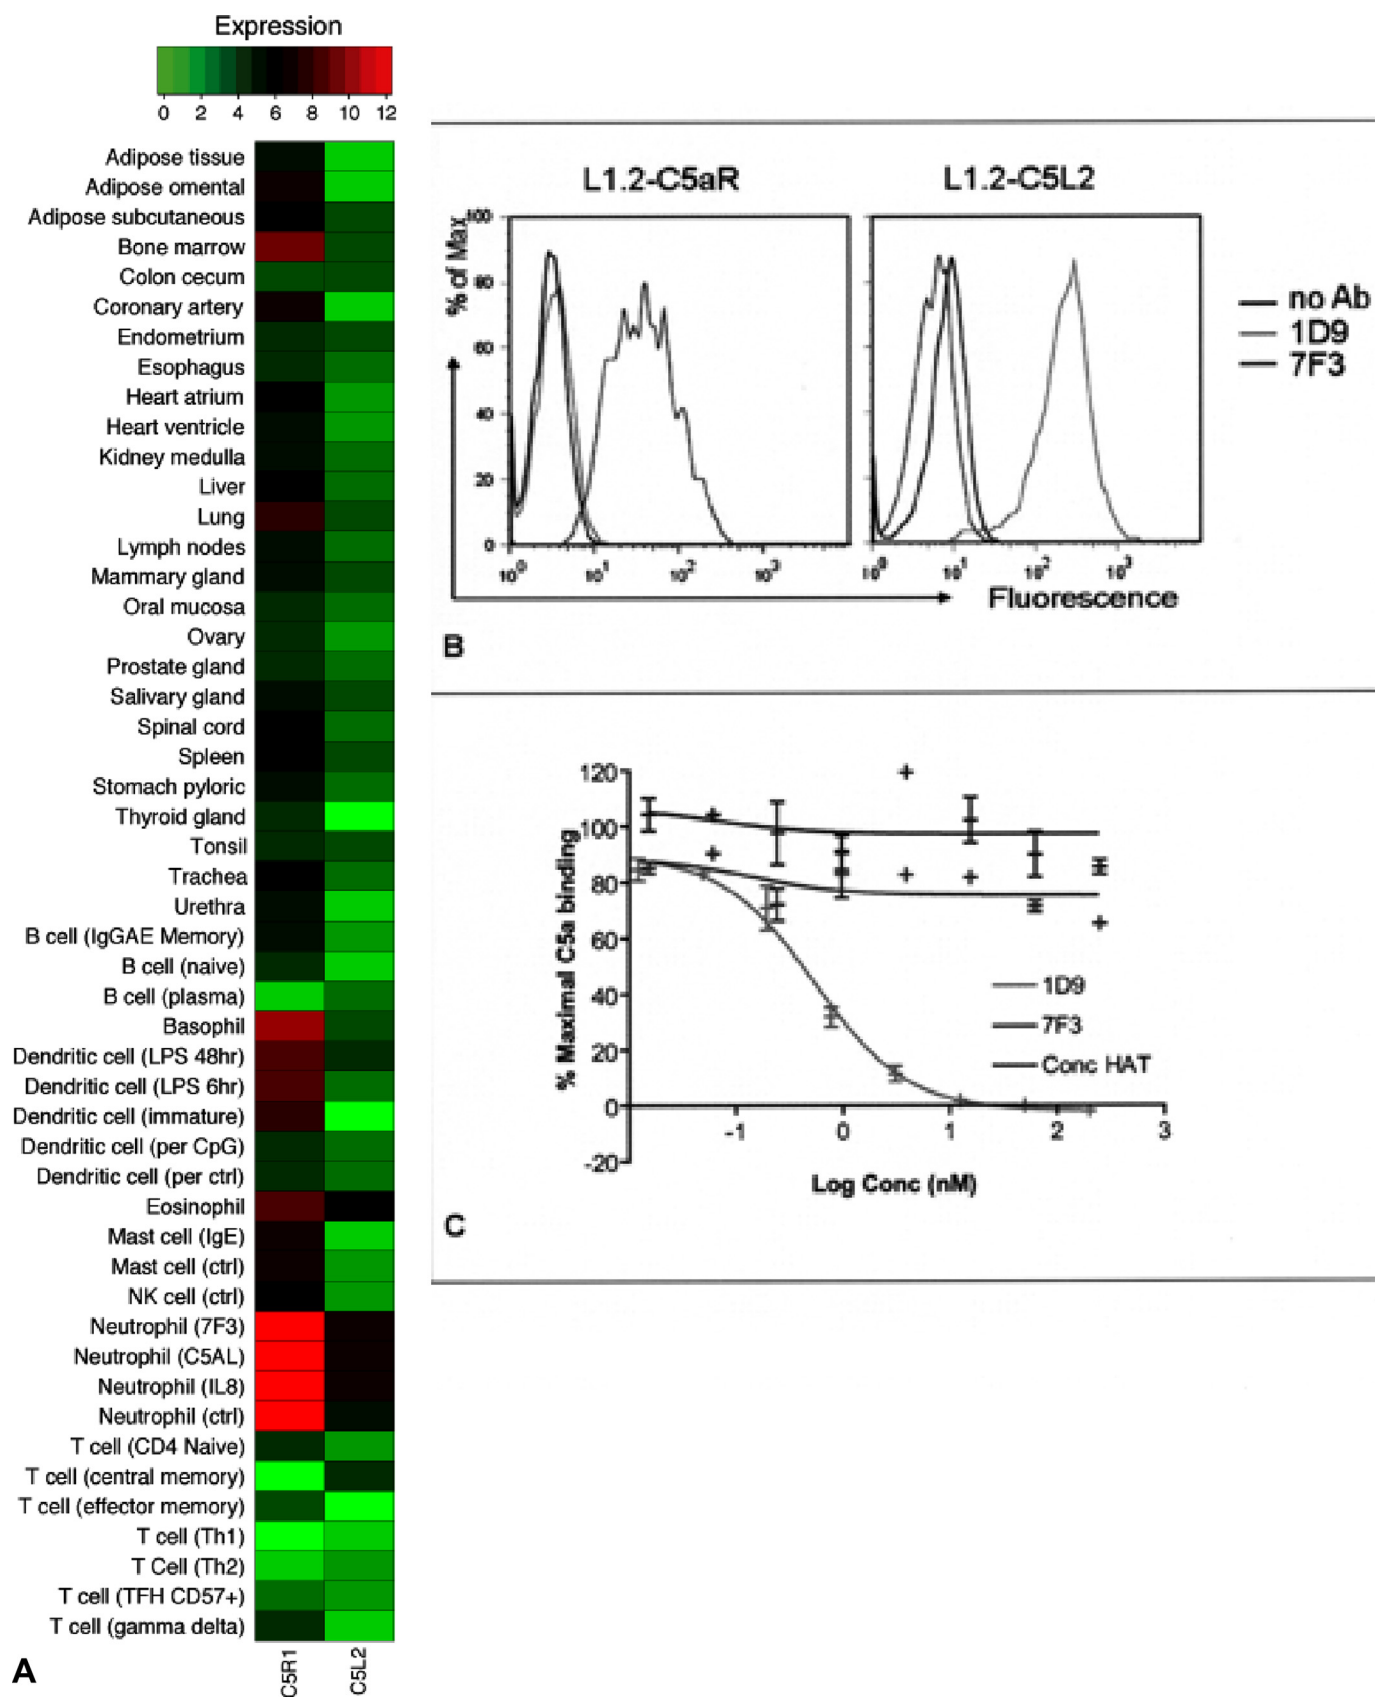 Expression
0 2 4 6 8 10 12
Adipose tissue
Adipose omental
Adipose subcutaneous
Bone marrow
Colon cecum
Coronary artery
Endometrium
Esophagus
Heart atrium
Heart ventricle
Kidney medulla
Liver
Lung
Lymph nodes
Mammary gland
Oral mucosa
Ovary
Prostate gland
Salivary gland
Spinal cord
Spleen
Stomach pyloric
Thyroid gland
Tonsil
Trachea
Urethra
B cell (IgGAE Memory)
B cell (naive)
B cell (plasma)
Basophil
Dendritic cell (LPS 48hr)
Dendritic cell (LPS 6hr)
Dendritic cell (immature)
Dendritic cell (per CpG)
Dendritic cell (per ctrl)
Eosinophil
Mast cell (IgE)
Mast cell (ctrl)
NK cell (ctrl)
Neutrophil (7F3)
Neutrophil (C5AL)
Neutrophil (IL8)
Neutrophil (ctrl)
T cell (CD4 Naive)
T cell (central memory)
T cell (effector memory)
T cell (Th1)
T Cell (Th2)
T cell (TFH CD57+)
T cell (gamma delta)
C5R1
C5L2
A
L1.2-C5aR
L1.2-C5L2
% of Max
100
80
60
40
20
0
10⁰ 10¹ 10² 10³
10⁰ 10¹ 10² 10³
Fluorescence
no Ab
1D9
7F3
B
% Maximal C5a binding
120
100
80
60
40
20
0
-20
-1 0 1 2 3
Log Conc (nM)
1D9
7F3
Conc HAT
C